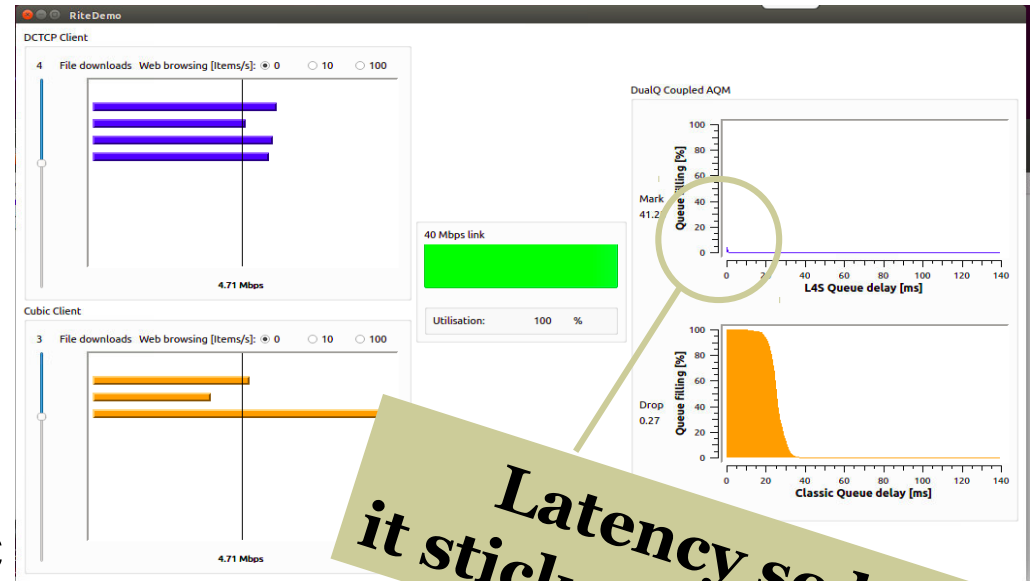 RiteDemo
DCTCP Client
4 File downloads Web browsing [Items/s]: 0 10 100
4.71 Mbps
Cubic Client
3 File downloads Web browsing [Items/s]: 0 10 100
4.71 Mbps
40 Mbps link
Utilisation: 100 %
DualQ Coupled AQM
Mark
Queue filling [%]
100
80
60
40
20
0
0 20 40 60 80 100 120 140
L4S Queue delay [ms]
Drop
0.27
Queue filling [%]
100
80
60
40
20
0
0 20 40 60 80 100 120 140
Classic Queue delay [ms]
Latency so
it